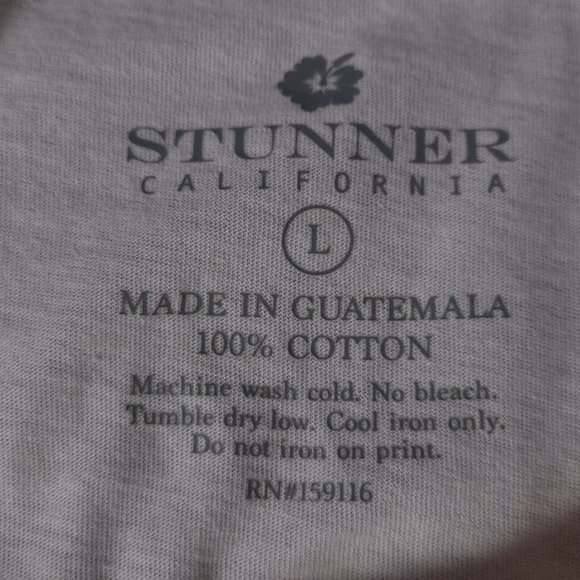 STUNNER
CALIFORNIA
L
MADE IN GUATEMALA
100% COTTON
Machine wash cold. No bleach.
Tumble dry low. Cool iron only.
Do not iron on print.
RN#159116